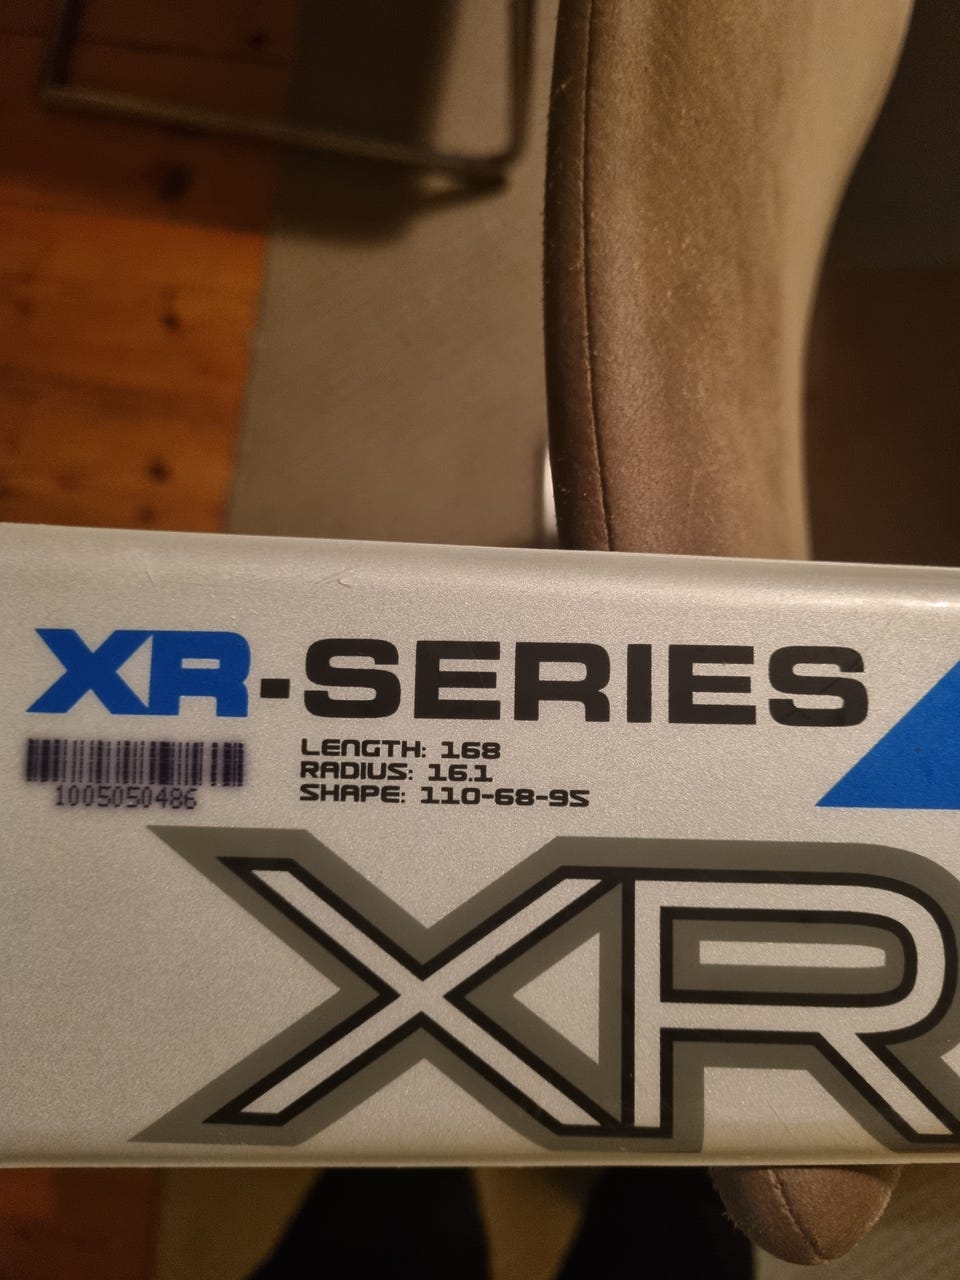 XR-SERIES
LENGTH: 168
RADIUS: 16.1
SHAPE: 110-68-95
1005050486
XR